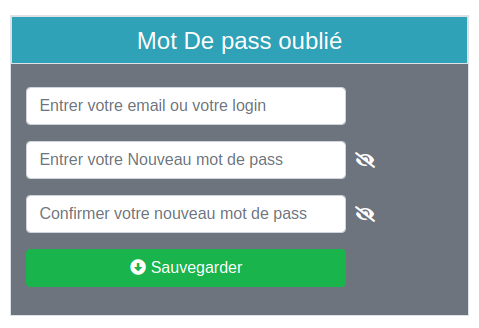 Mot De pass oublié
Entrer votre email ou votre login
Entrer votre Nouveau mot de pass
Confirmer votre nouveau mot de pass
Sauvegarder